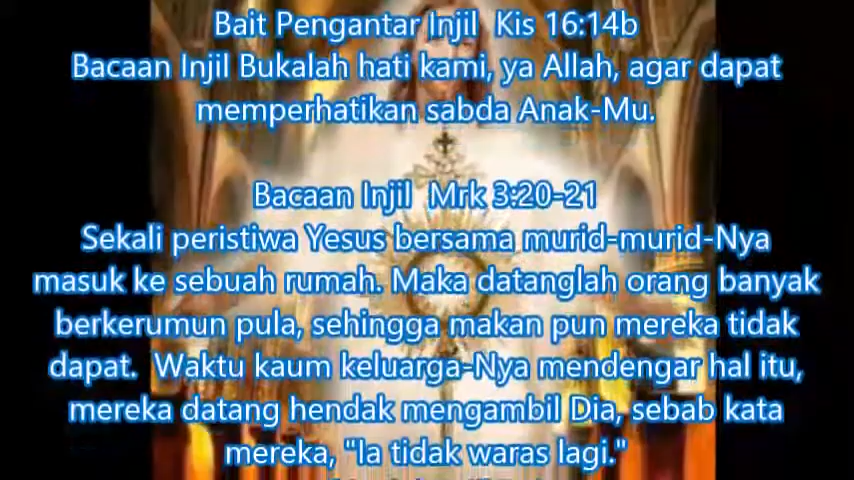 Bait Pengantar Injil Kis 16:14b
Bacaan Injil Bukalah hati kami, ya Allah, agar dapat
memperhatikan sabda Anak-Mu.
Bacaan Injil Mrk 3:20-21
Sekali peristiwa Yesus bersama murid-murid-Nya
masuk ke sebuah rumah. Maka datanglah orang banyak
berkerumun pula, sehingga makan pun mereka tidak
dapat. Waktu kaum keluarga-Nya mendengar hal itu,
mereka datang hendak mengambil Dia, sebab kata
mereka, "Ia tidak waras lagi."